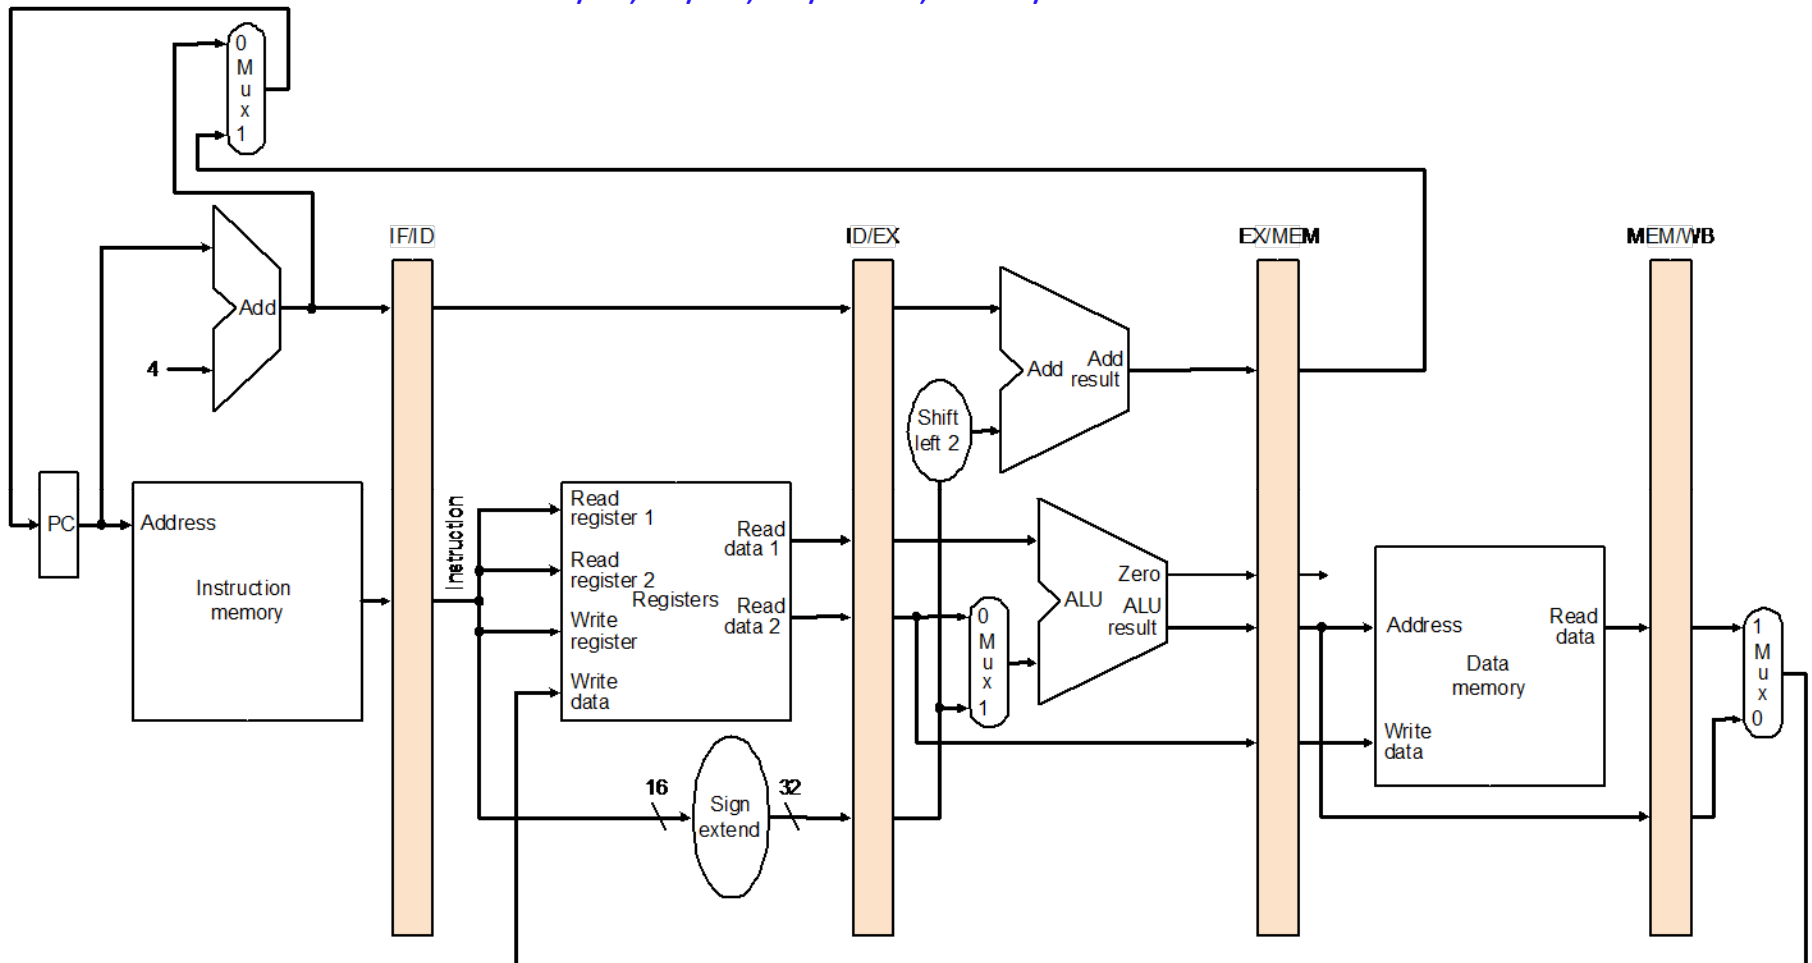 0
M
u
x
1
IF/ID
ID/EX
EX/MEM
MEM/WB
Add
4
Add
Add
result
Shift
left 2
PC
Address
Instruction
memory
Instruction
Read
register 1
Read
register 2
Registers
Write
register
Write
data
Read
data 1
Read
data 2
16
Sign
extend
32
0
M
u
x
1
Zero
ALU
ALU
result
Address
Read
data
Data
memory
Write
data
1
M
u
x
0